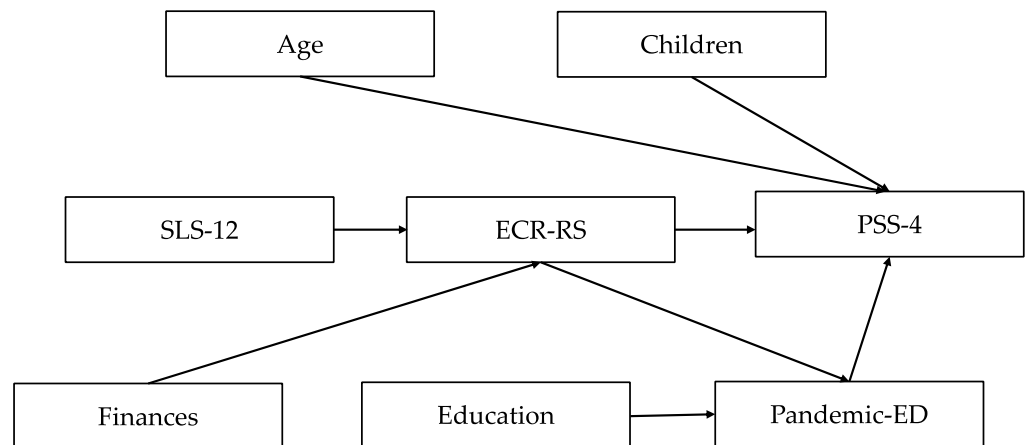 Age
Children
SLS-12
ECR-RS
PSS-4
Finances
Education
Pandemic-ED